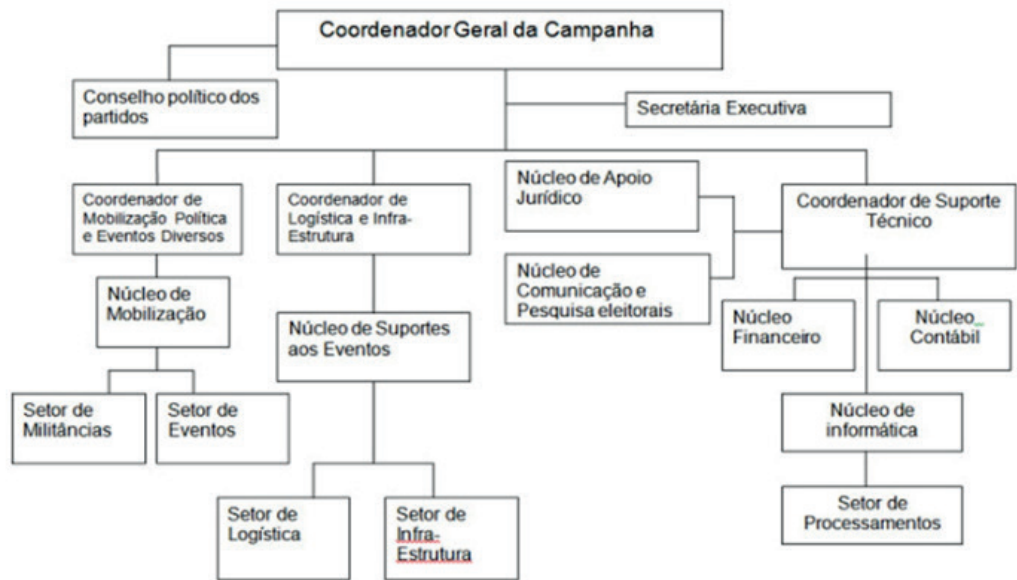 Coordenador Geral da Campanha
Conselho político dos
partidos
Secretária Executiva
Coordenador de
Mobilização Política
e Eventos Diversos
Coordenador de
Logística e Infra-
Estrutura
Núcleo de Apoio
Jurídico
Coordenador de Suporte
Técnico
Núcleo de
Mobilização
Núcleo de
Comunicação e
Pesquisa eleitorais
Núcleo de Suportes
aos Eventos
Núcleo
Financeiro
Núcleo_
Contábil
Setor de
Militâncias
Setor de
Eventos
Núcleo de
informática
Setor de
Logística
Setor de
Infra-
Estrutura
Setor de
Processamentos